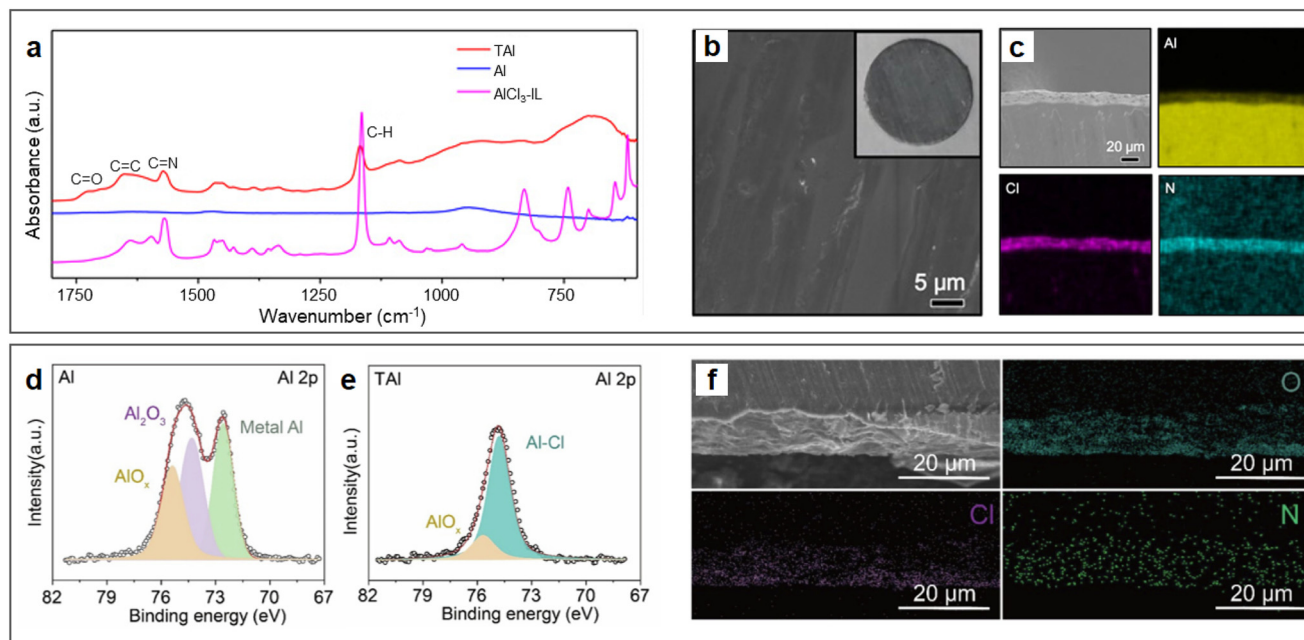 a
TAl
Al
AlCl₃-IL
C=O
C=C
C=N
C-H
Absorbance (a.u.)
1750
1500
1250
1000
750
Wavenumber (cm⁻¹)
b
5 μm
c
20 μm
Al
Cl
N
d
Al
Al 2p
Al₂O₃
Metal Al
AlOₓ
Intensity(a.u.)
82
79
76
73
70
67
Binding energy (eV)
e
TAl
Al 2p
Al-Cl
AlOₓ
Intensity(a.u.)
82
79
76
73
70
67
Binding energy (eV)
f
20 μm
O
20 μm
Cl
20 μm
N
20 μm